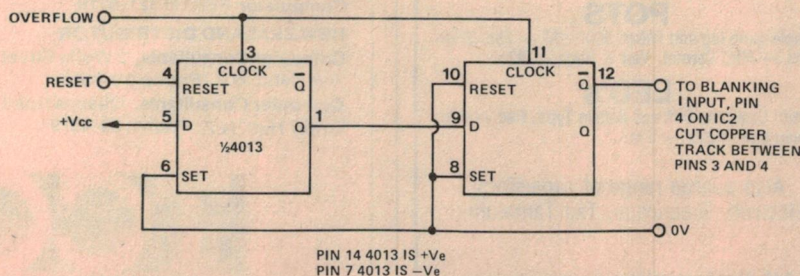 OVERFLOW
3
11
4
CLOCK
Q
RESET
RESET
+Vcc
5
D
Q
1
½4013
6
SET
10
CLOCK
Q
12
RESET
9
D
Q
8
SET
TO BLANKING
INPUT, PIN
4 ON IC2
CUT COPPER
TRACK BETWEEN
PINS 3 AND 4
0V
PIN 14 4013 IS +Ve
PIN 7 4013 IS −Ve